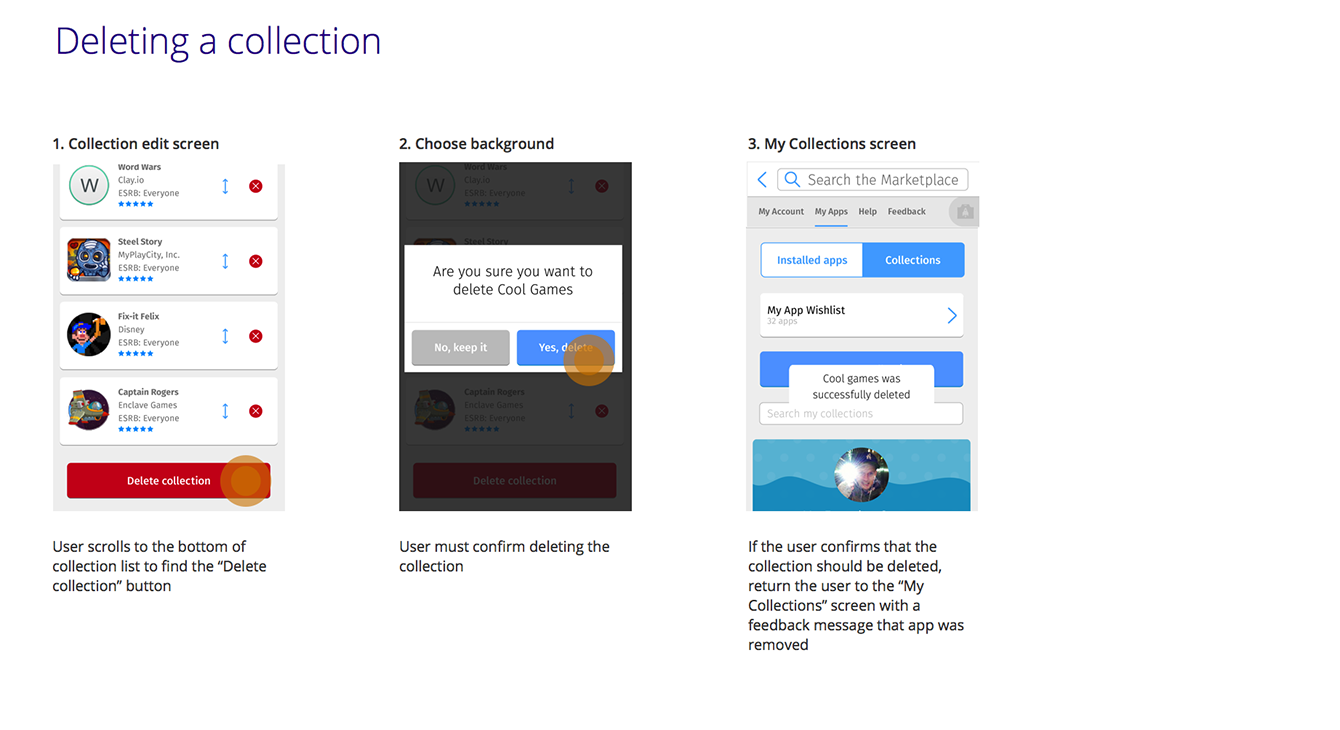 Deleting a collection
1. Collection edit screen
Word Wars
W
Clay.io
ESRB: Everyone
Steel Story
MyPlayCity, Inc.
ESRB: Everyone
Fix-it Felix
Disney
ESRB: Everyone
Captain Rogers
Enclave Games
ESRB: Everyone
Delete collection
User scrolls to the bottom of
collection list to find the “Delete
collection” button
2. Choose background
Word Wars
W
Clay.io
ESRB: Everyone
Steel Story
Are you sure you want to
delete Cool Games
No, keep it
Yes, delete
Captain Rogers
Enclave Games
ESRB: Everyone
Delete collection
User must confirm deleting the
collection
3. My Collections screen
Search the Marketplace
My Account My Apps Help Feedback
Installed apps Collections
My App Wishlist
32 apps
Cool games was
successfully deleted
Search my collections
If the user confirms that the
collection should be deleted,
return the user to the “My
Collections” screen with a
feedback message that app was
removed